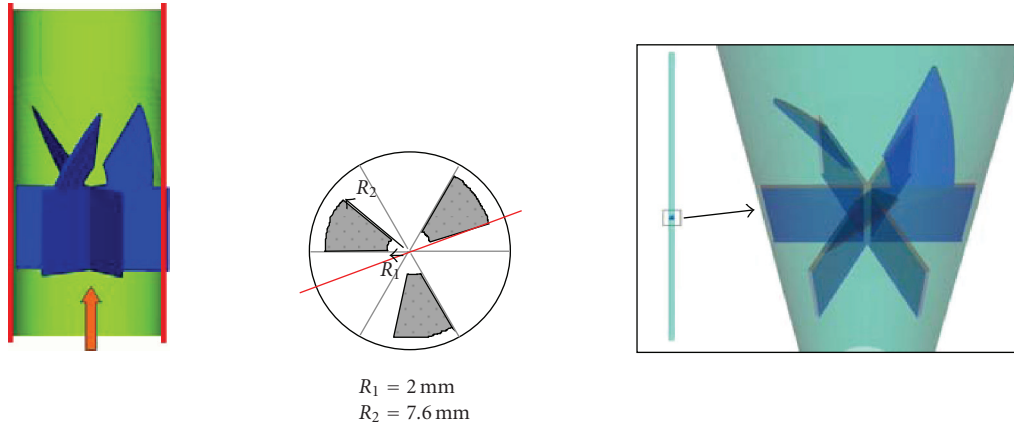 R₂
R₁
R₁ = 2 mm
R₂ = 7.6 mm